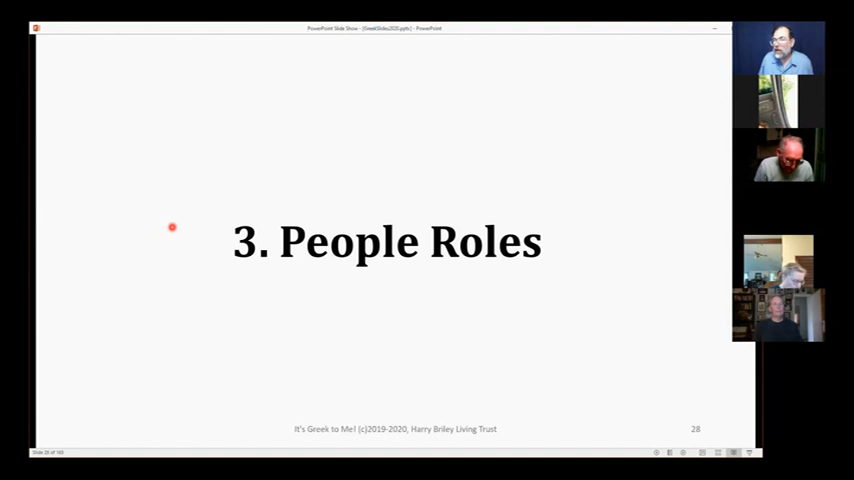 PowerPoint Slide Show - [GreekSlides2020.pptx] - PowerPoint
3. People Roles
It's Greek to Me! (c)2019-2020, Harry Briley Living Trust
28